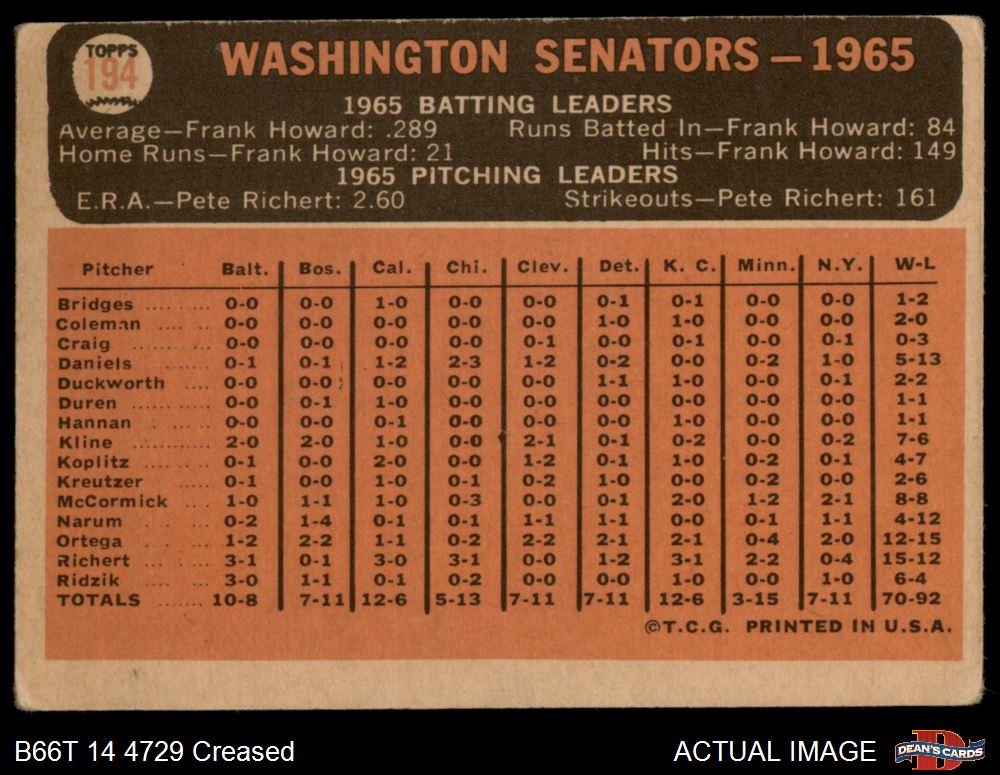 TOPPS
194
WASHINGTON SENATORS — 1965
1965 BATTING LEADERS
Average—Frank Howard: .289 Runs Batted In—Frank Howard: 84
Home Runs—Frank Howard: 21 Hits—Frank Howard: 149
1965 PITCHING LEADERS
E.R.A.—Pete Richert: 2.60 Strikeouts—Pete Richert: 161
Pitcher Balt. Bos. Cal. Chi. Clev. Det. K. C. Minn. N.Y. W-L
Bridges .... ....... 0-0 0-0 1-0 0-0 0-0 0-1 0-1 0-0 0-0 1-2
Coleman .... .... 0-0 0-0 0-0 0-0 0-0 1-0 1-0 0-0 0-0 2-0
Craig ..... ......... 0-0 0-0 0-0 0-0 0-1 0-0 0-1 0-0 0-1 0-3
Daniels ............ 0-1 0-1 1-2 2-3 1-2 0-2 0-0 0-2 1-0 5-13
Duckworth .... 0-0 0-0 0-0 0-0 0-0 1-1 1-0 0-0 0-1 2-2
Duren ...... ....... 0-0 0-1 1-0 0-0 0-0 0-0 0-0 0-0 0-0 1-1
Hannan .... ..... 0-0 0-0 0-1 0-0 0-0 0-0 1-0 0-0 0-0 1-1
Kline ............. 2-0 2-0 1-0 0-0 2-1 0-1 0-2 0-0 0-2 7-6
Koplitz .... ...... 0-1 0-0 2-0 0-0 1-2 0-1 1-0 0-2 0-1 4-7
Kreutzer .... .... 0-1 0-0 1-0 0-1 0-2 1-0 0-0 0-2 0-0 2-6
McCormick .... 1-0 1-1 1-0 0-3 0-0 0-1 2-0 1-2 2-1 8-8
Narum .. .. .... 0-2 1-4 0-1 0-1 1-1 1-1 0-0 0-1 1-1 4-12
Ortega ... .. .... 1-2 2-2 1-1 0-2 2-2 2-1 2-1 0-4 2-0 12-15
Richert .... .... 3-1 0-1 3-0 3-1 0-0 1-2 3-1 2-2 0-4 15-12
Ridzik .... .. .... 3-0 1-1 0-1 0-2 0-0 0-0 1-0 0-0 1-0 6-4
TOTALS ....... 10-8 7-11 12-6 5-13 7-11 7-11 12-6 3-15 7-11 70-92
©T.C.G. PRINTED IN U.S.A.
B66T 14 4729 Creased ACTUAL IMAGE
D
DEAN'S CARDS